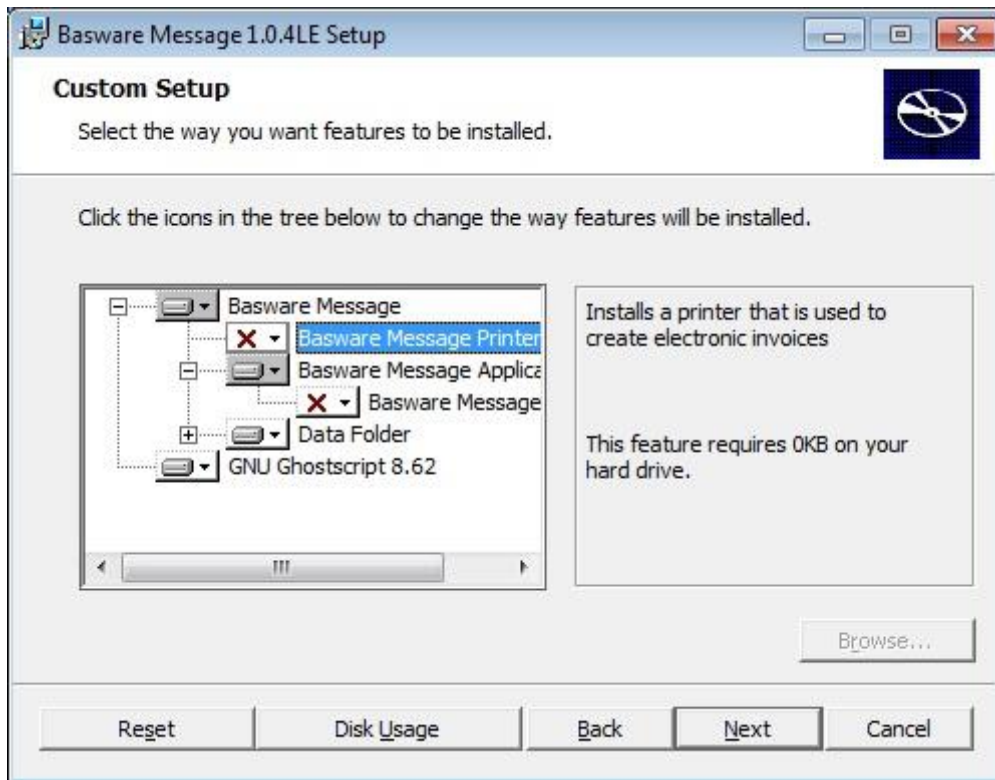 Basware Message 1.0.4LE Setup
Custom Setup
Select the way you want features to be installed.
Click the icons in the tree below to change the way features will be installed.
Basware Message
Basware Message Printer
Basware Message Applica
Basware Message
Data Folder
GNU Ghostscript 8.62
Installs a printer that is used to
create electronic invoices
This feature requires 0KB on your
hard drive.
Browse...
Reset
Disk Usage
Back
Next
Cancel